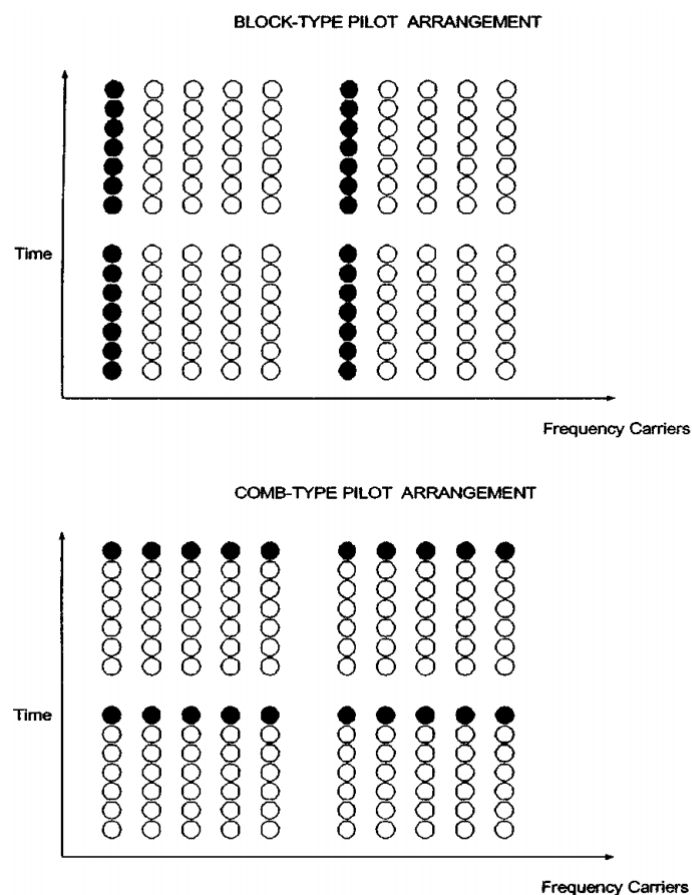 BLOCK-TYPE PILOT ARRANGEMENT
Time
Frequency Carriers
COMB-TYPE PILOT ARRANGEMENT
Time
Frequency Carriers